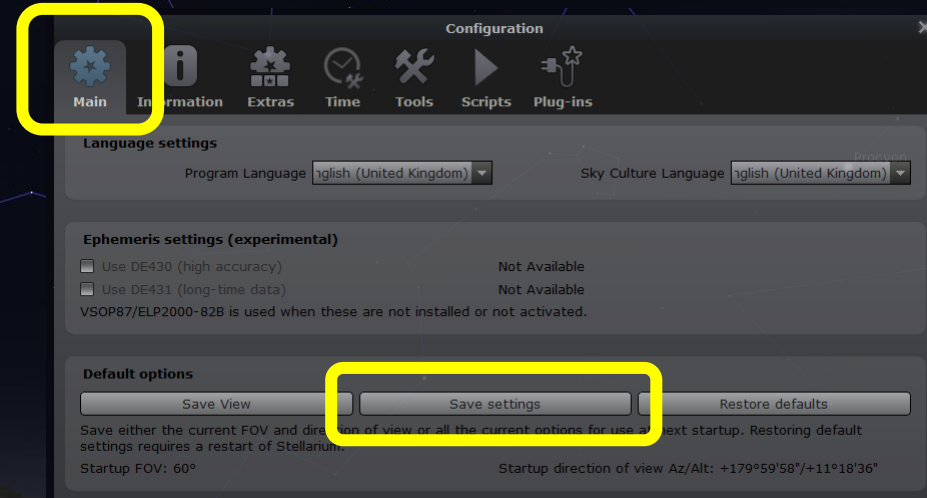 Configuration
Main Information Extras Time Tools Scripts Plug-ins
Language settings
Program Language nglish (United Kingdom) Sky Culture Language nglish (United Kingdom)
Procyon
Ephemeris settings (experimental)
Use DE430 (high accuracy) Not Available
Use DE431 (long-time data) Not Available
VSOP87/ELP2000-82B is used when these are not installed or not activated.
Default options
Save View Save settings Restore defaults
Save either the current FOV and direction of view or all the current options for use at next startup. Restoring default
settings requires a restart of Stellarium.
Startup FOV: 60° Startup direction of view Az/Alt: +179°59'58"/+11°18'36"